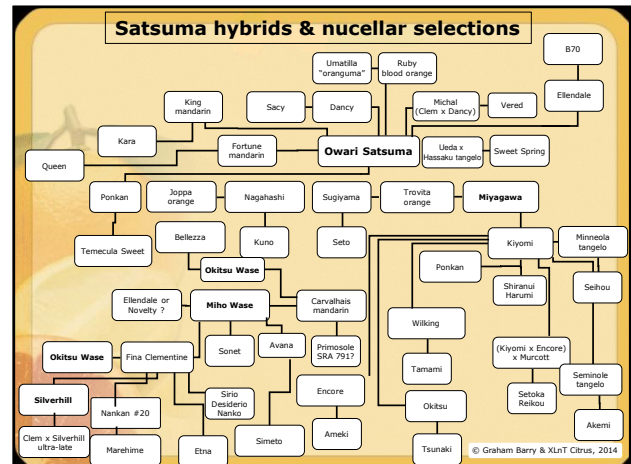 Satsuma hybrids & nucellar selections
B70
Umatilla
"oranguma"
Ruby
blood orange
Ellendale
King
mandarin
Sacy
Dancy
Michal
(Clem x Dancy)
Vered
Kara
Fortune
mandarin
Owari Satsuma
Ueda x
Hassaku tangelo
Sweet Spring
Queen
Ponkan
Joppa
orange
Nagahashi
Sugiyama
Trovita
orange
Miyagawa
Temecula Sweet
Bellezza
Kuno
Seto
Kiyomi
Minneola
tangelo
Okitsu Wase
Ponkan
Shiranui
Harumi
Seihou
Ellendale or
Novelty ?
Miho Wase
Carvalhais
mandarin
Wilking
Okitsu Wase
Fina Clementine
Sonet
Avana
Primosole
SRA 791?
Tamami
(Kiyomi x Encore)
x Murcott
Seminole
tangelo
Silverhill
Nankan #20
Sirio
Desiderio
Nanko
Encore
Okitsu
Setoka
Reikou
Clem x Silverhill
ultra-late
Marehime
Etna
Simeto
Ameki
Tsunaki
Akemi
© Graham Barry & XLnT Citrus, 2014